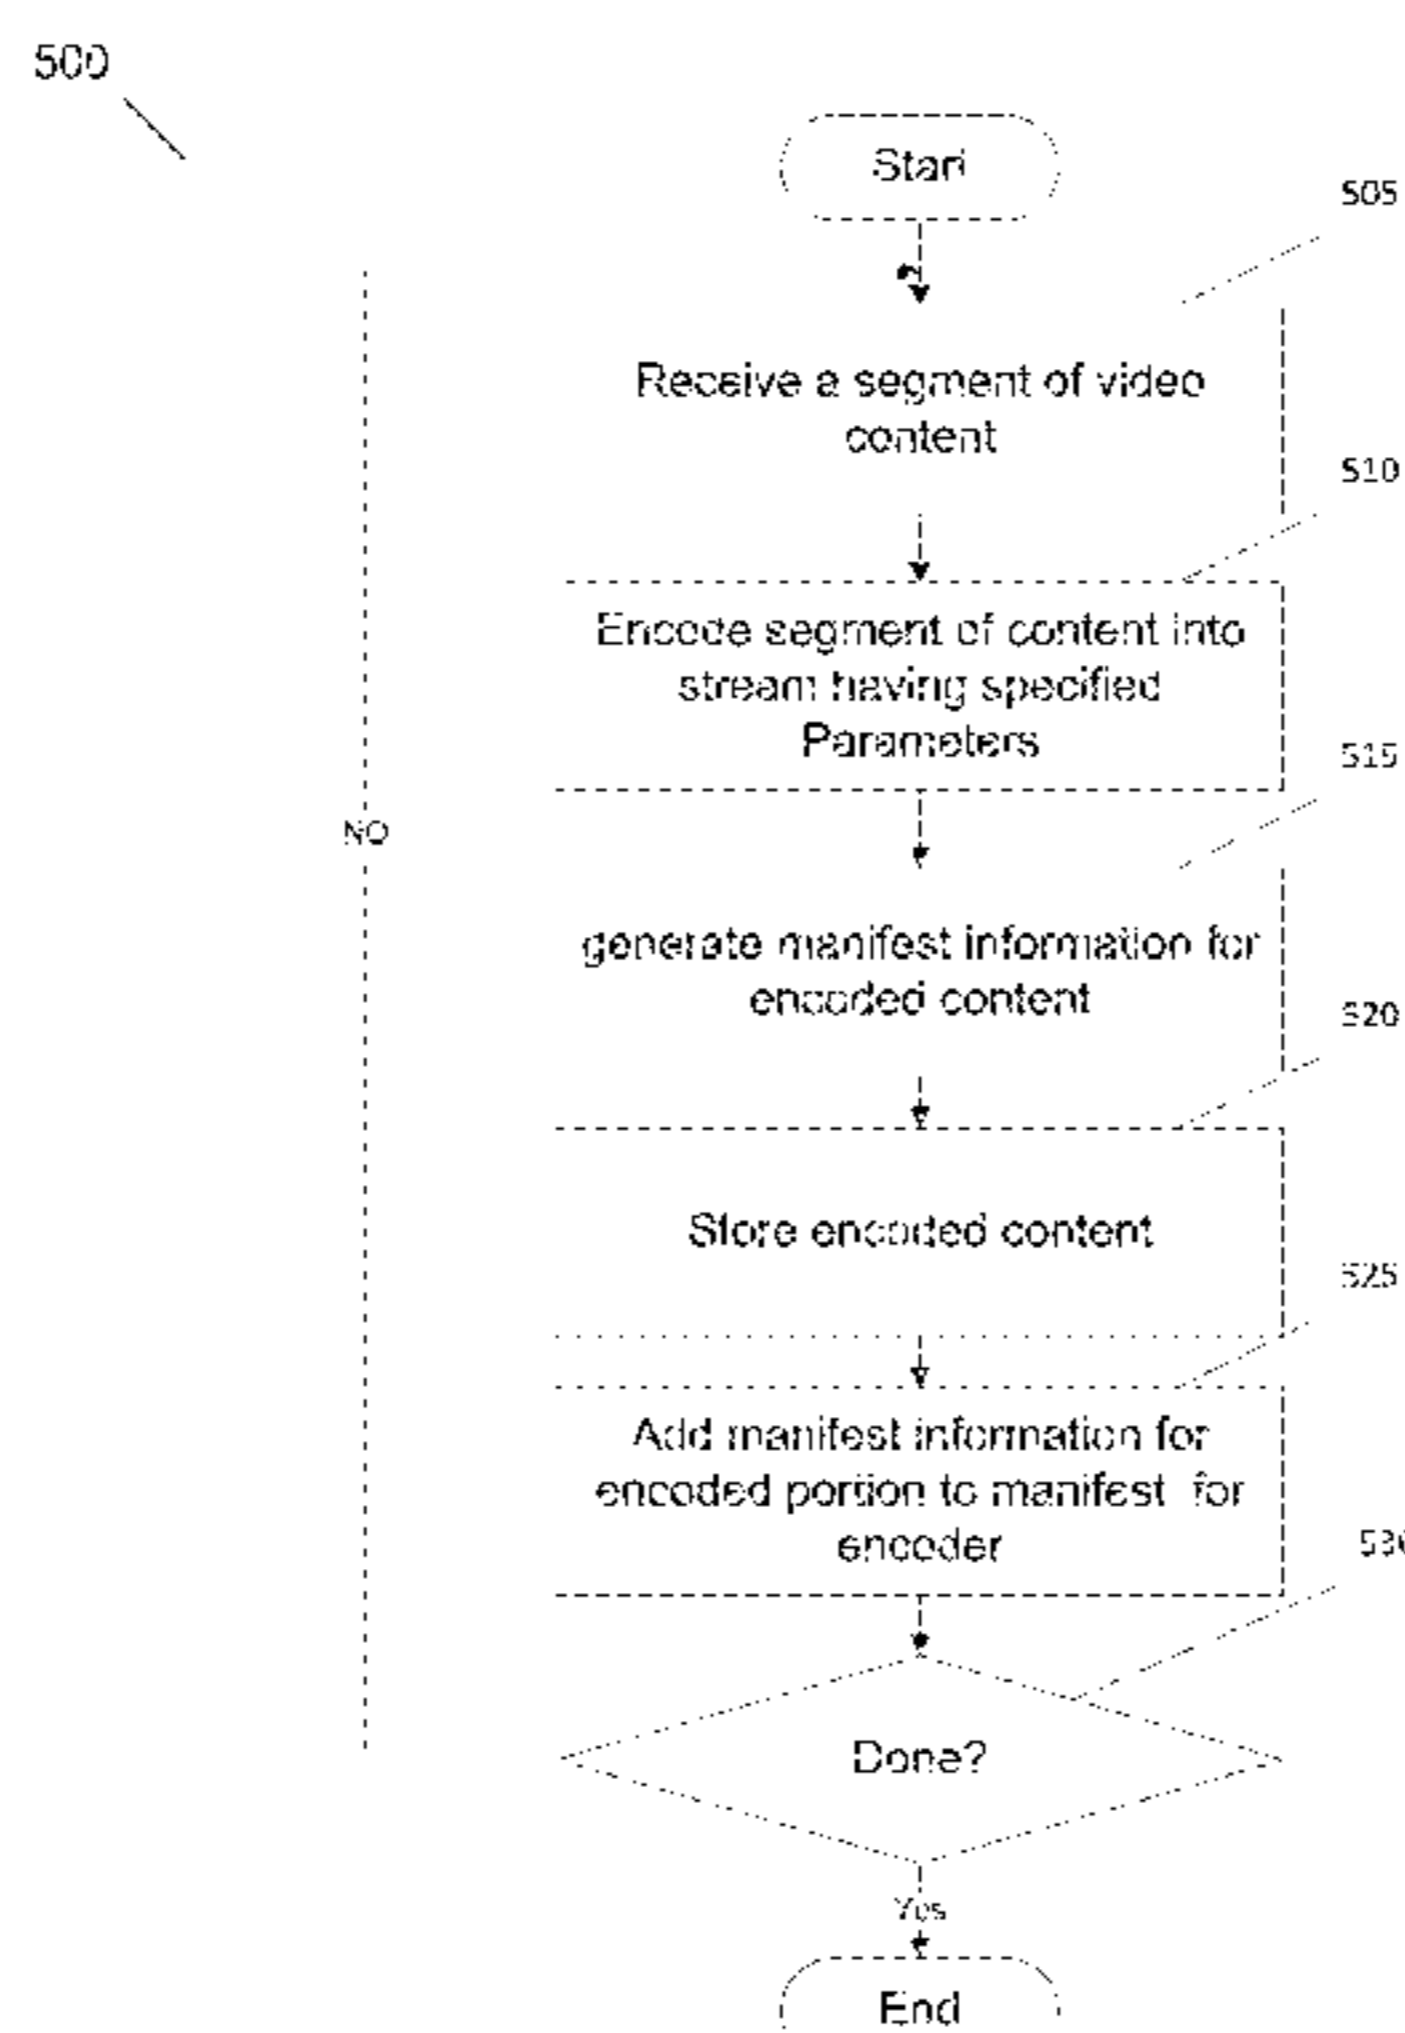 500
Start
505
Receive a segment of video
content
510
Encode segment of content into
stream having specified
Parameters
515
NO
generate manifest information for
encoded content
520
Store encoded content
525
Add manifest information for
encoded portion to manifest for
encoder
Done?
Yes
End